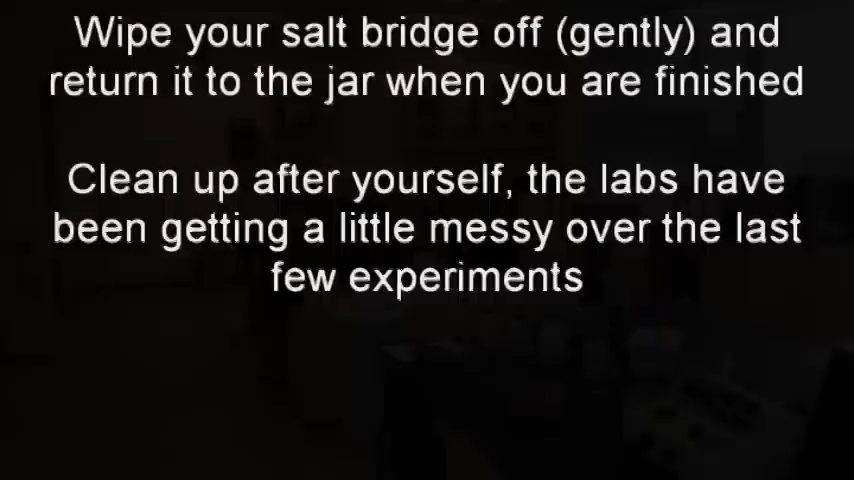 Wipe your salt bridge off (gently) and
return it to the jar when you are finished
Clean up after yourself, the labs have
been getting a little messy over the last
few experiments